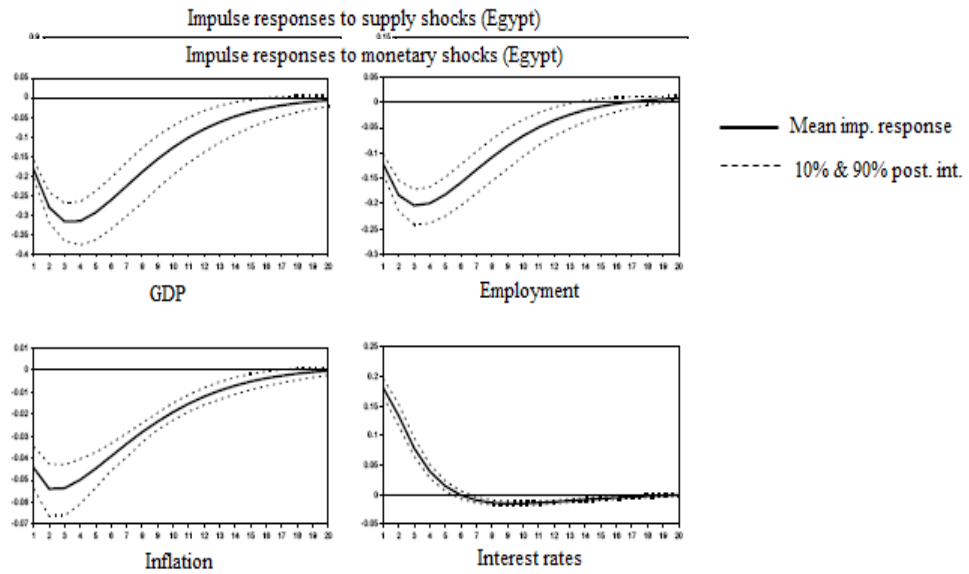 Impulse responses to supply shocks (Egypt)
Impulse responses to monetary shocks (Egypt)
0.05
0
-0.05
-0.1
-0.15
-0.2
-0.25
-0.3
-0.35
-0.4
1 2 3 4 5 6 7 8 9 10 11 12 13 14 15 16 17 18 19 20
GDP
0.05
0
-0.05
-0.1
-0.15
-0.2
-0.25
-0.3
1 2 3 4 5 6 7 8 9 10 11 12 13 14 15 16 17 18 19 20
Employment
Mean imp. response
10% & 90% post. int.
0.01
0
-0.01
-0.02
-0.03
-0.04
-0.05
-0.06
-0.07
1 2 3 4 5 6 7 8 9 10 11 12 13 14 15 16 17 18 19 20
Inflation
0.25
0.2
0.15
0.1
0.05
0
-0.05
1 2 3 4 5 6 7 8 9 10 11 12 13 14 15 16 17 18 19 20
Interest rates